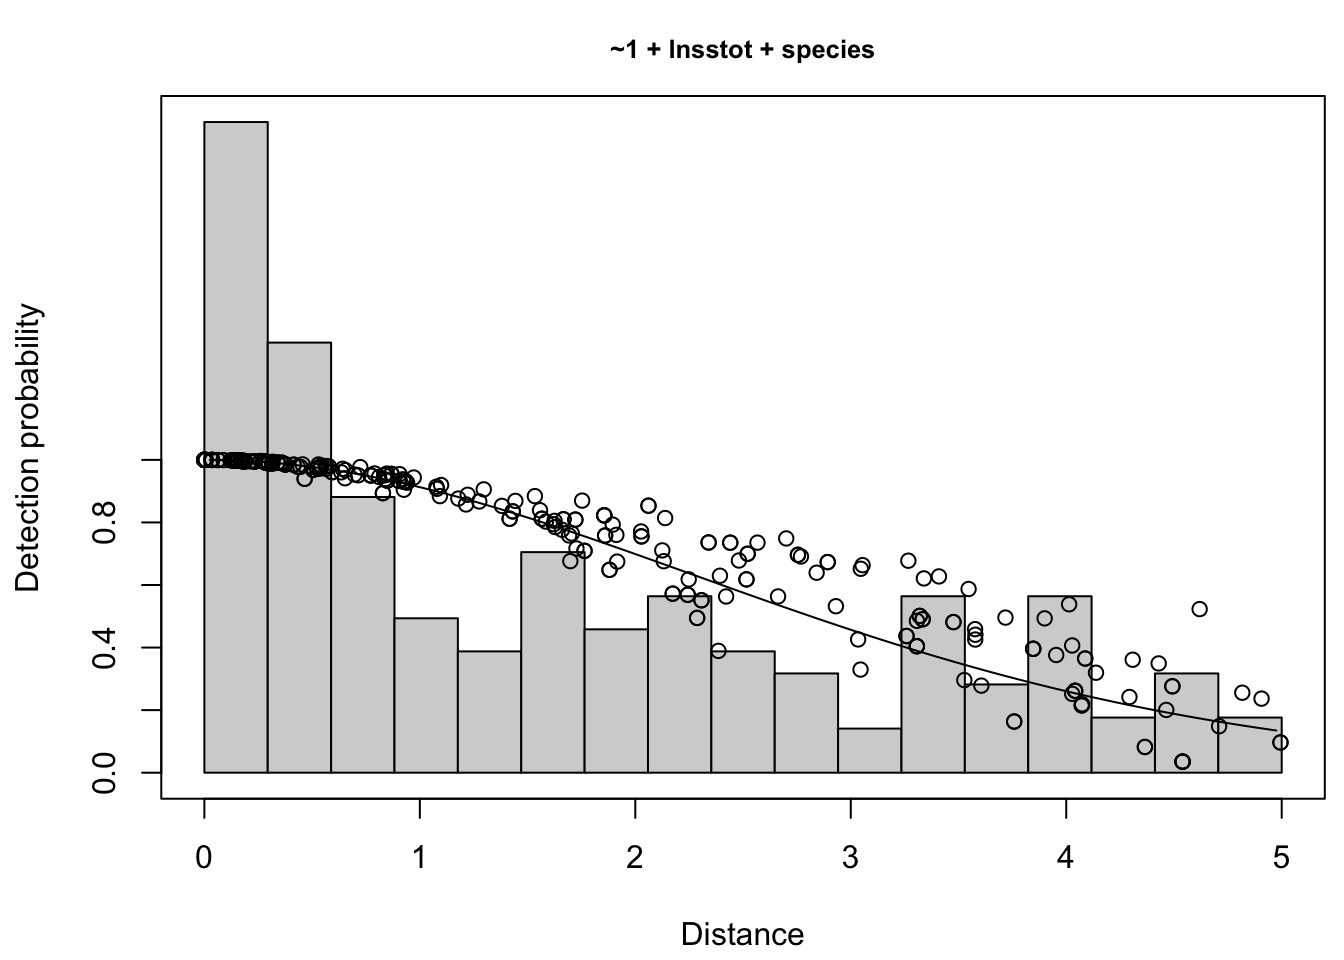 ~1 + lnsstot + species
Detection probability
0.8
0.4
0.0
0 1 2 3 4 5
Distance